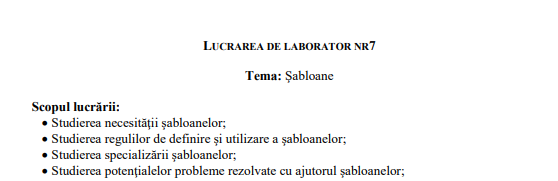 LUCRAREA DE LABORATOR NR7
Tema: Șabloane
Scopul lucrării:
• Studierea necesităţii şabloanelor;
• Studierea regulilor de definire şi utilizare a şabloanelor;
• Studierea specializării şabloanelor;
• Studierea potenţialelor probleme rezolvate cu ajutorul şabloanelor;